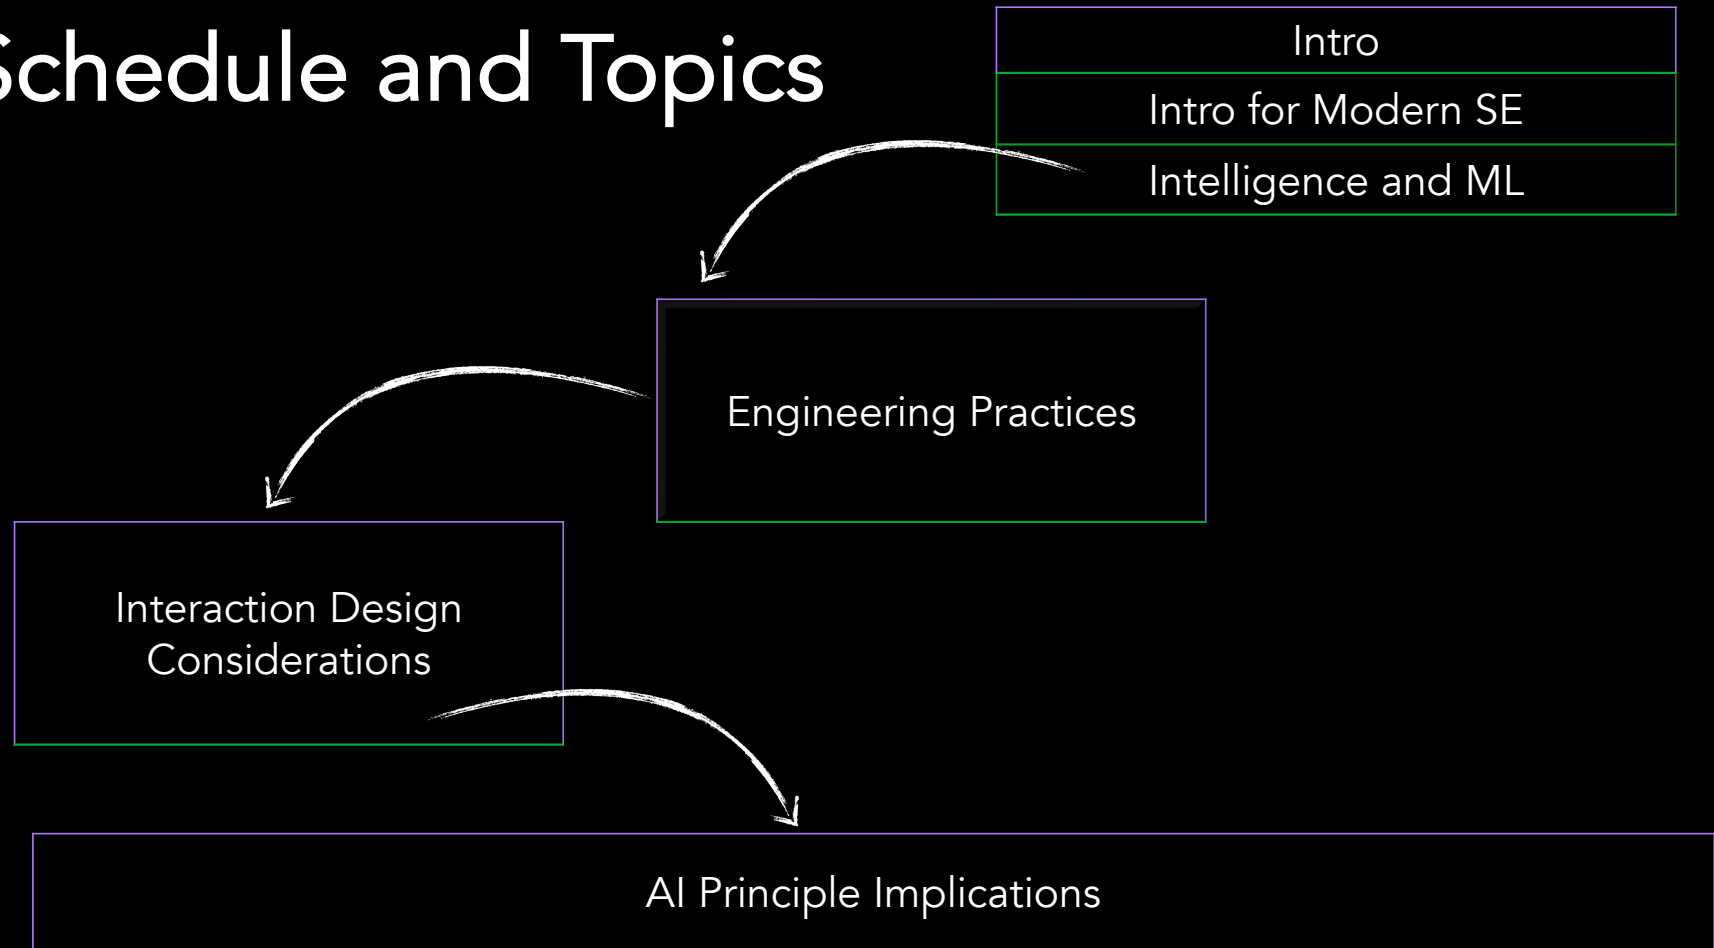 Schedule and Topics
Intro
Intro for Modern SE
Intelligence and ML
Engineering Practices
Interaction Design
Considerations
AI Principle Implications